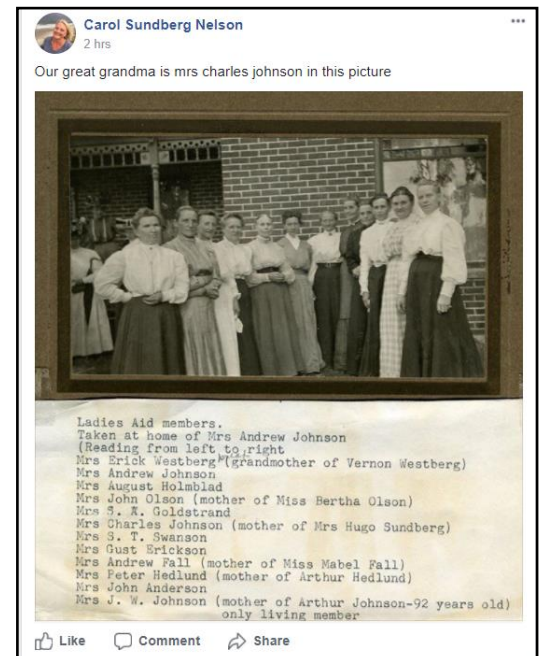 Carol Sundberg Nelson
2 hrs
Our great grandma is mrs charles johnson in this picture
Ladies Aid members.
Taken at home of Mrs Andrew Johnson
(Reading from left to right
Mrs Erick Westberg (grandmother of Vernon Westberg)
Mrs Andrew Johnson
Mrs August Holmblad
Mrs John Olson (mother of Miss Bertha Olson)
Mrs S. A. Goldstrand
Mrs Charles Johnson (mother of Mrs Hugo Sundberg)
Mrs S. T. Swanson
Mrs Gust Erickson
Mrs Andrew Fall (mother of Miss Mabel Fall)
Mrs Peter Hedlund (mother of Arthur Hedlund)
Mrs John Anderson
Mrs J. W. Johnson (mother of Arthur Johnson-92 years old)
only living member
Like Comment Share